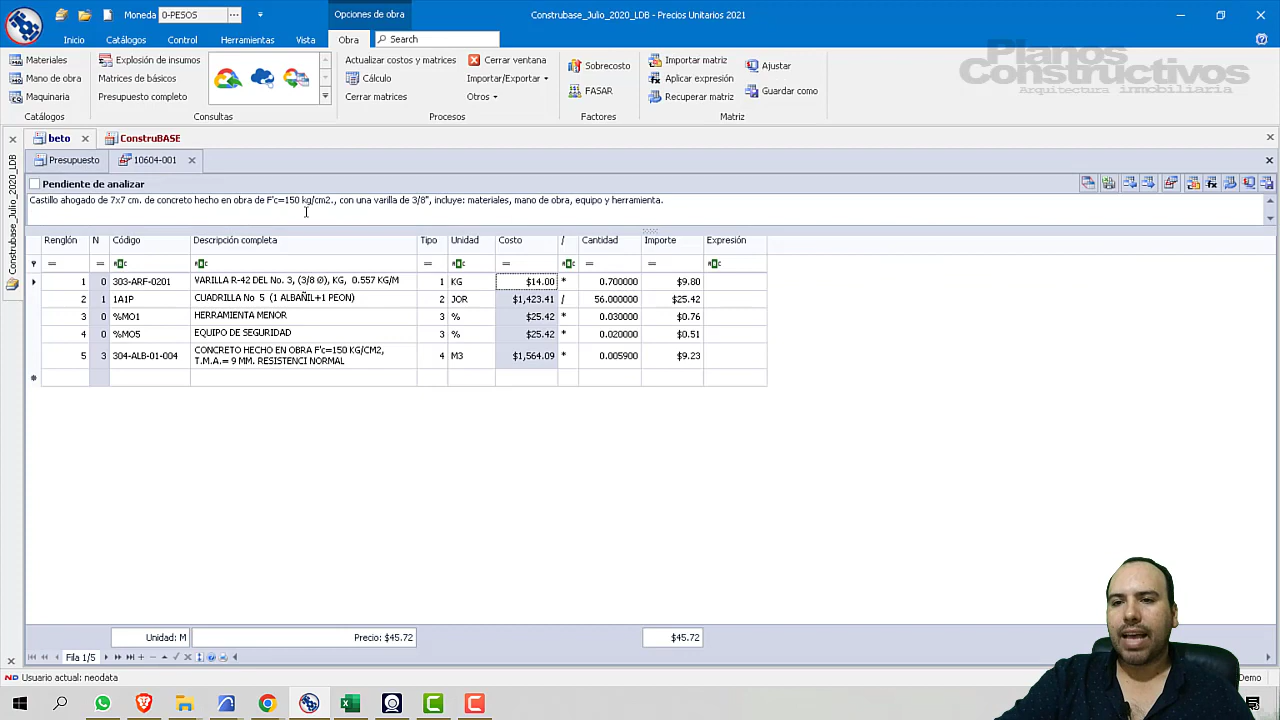 Moneda 0-PESOS
Opciones de obra
Construbase_Julio_2020_LDB - Precios Unitarios 2021
Inicio Catálogos Control Herramientas Vista Obra Search
Materiales
Mano de obra
Maquinaria
Catálogos
Explosión de insumos
Matrices de básicos
Presupuesto completo
Consultas
Actualizar costos y matrices
Cálculo
Cerrar matrices
Cerrar ventana
Importar/Exportar
Otros
Procesos
Sobrecosto
FASAR
Factores
Importar matriz
Aplicar expresión
Recuperar matriz
Ajustar
Guardar como
Matriz
Planos
Constructivos
Arquitectura inmobiliaria
beto ConstruBASE
Presupuesto 10604-001
Construbase_Julio_2020_LDB
Pendiente de analizar
Castillo ahogado de 7x7 cm. de concreto hecho en obra de F'c=150 kg/cm2., con una varilla de 3/8", incluye: materiales, mano de obra, equipo y herramienta.
Renglón N Código Descripción completa Tipo Unidad Costo / Cantidad Importe Expresión
1 0 303-ARF-0201 VARILLA R-42 DEL No. 3, (3/8 Ø), KG, 0.557 KG/M 1 KG $14.00 * 0.700000 $9.80
2 1 1A1P CUADRILLA No 5 (1 ALBAÑIL+1 PEON) 2 JOR $1,423.41 / 56.000000 $25.42
3 0 %MO1 HERRAMIENTA MENOR 3 % $25.42 * 0.030000 $0.76
4 0 %MO5 EQUIPO DE SEGURIDAD 3 % $25.42 * 0.020000 $0.51
5 3 304-ALB-01-004 CONCRETO HECHO EN OBRA F'c=150 KG/CM2, T.M.A.= 9 MM. RESISTENCI NORMAL 4 M3 $1,564.09 * 0.005900 $9.23
Unidad: M Precio: $45.72 $45.72
Fila 1/5
ND Usuario actual: neodata
Demo